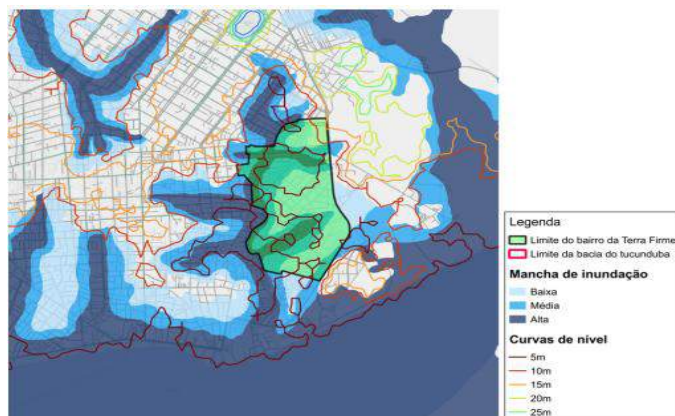 Legenda
Limite do bairro da Terra Firme
Limite da bacia do tucunduba
Mancha de inundação
Baixa
Média
Alta
Curvas de nível
5m
10m
15m
20m
25m